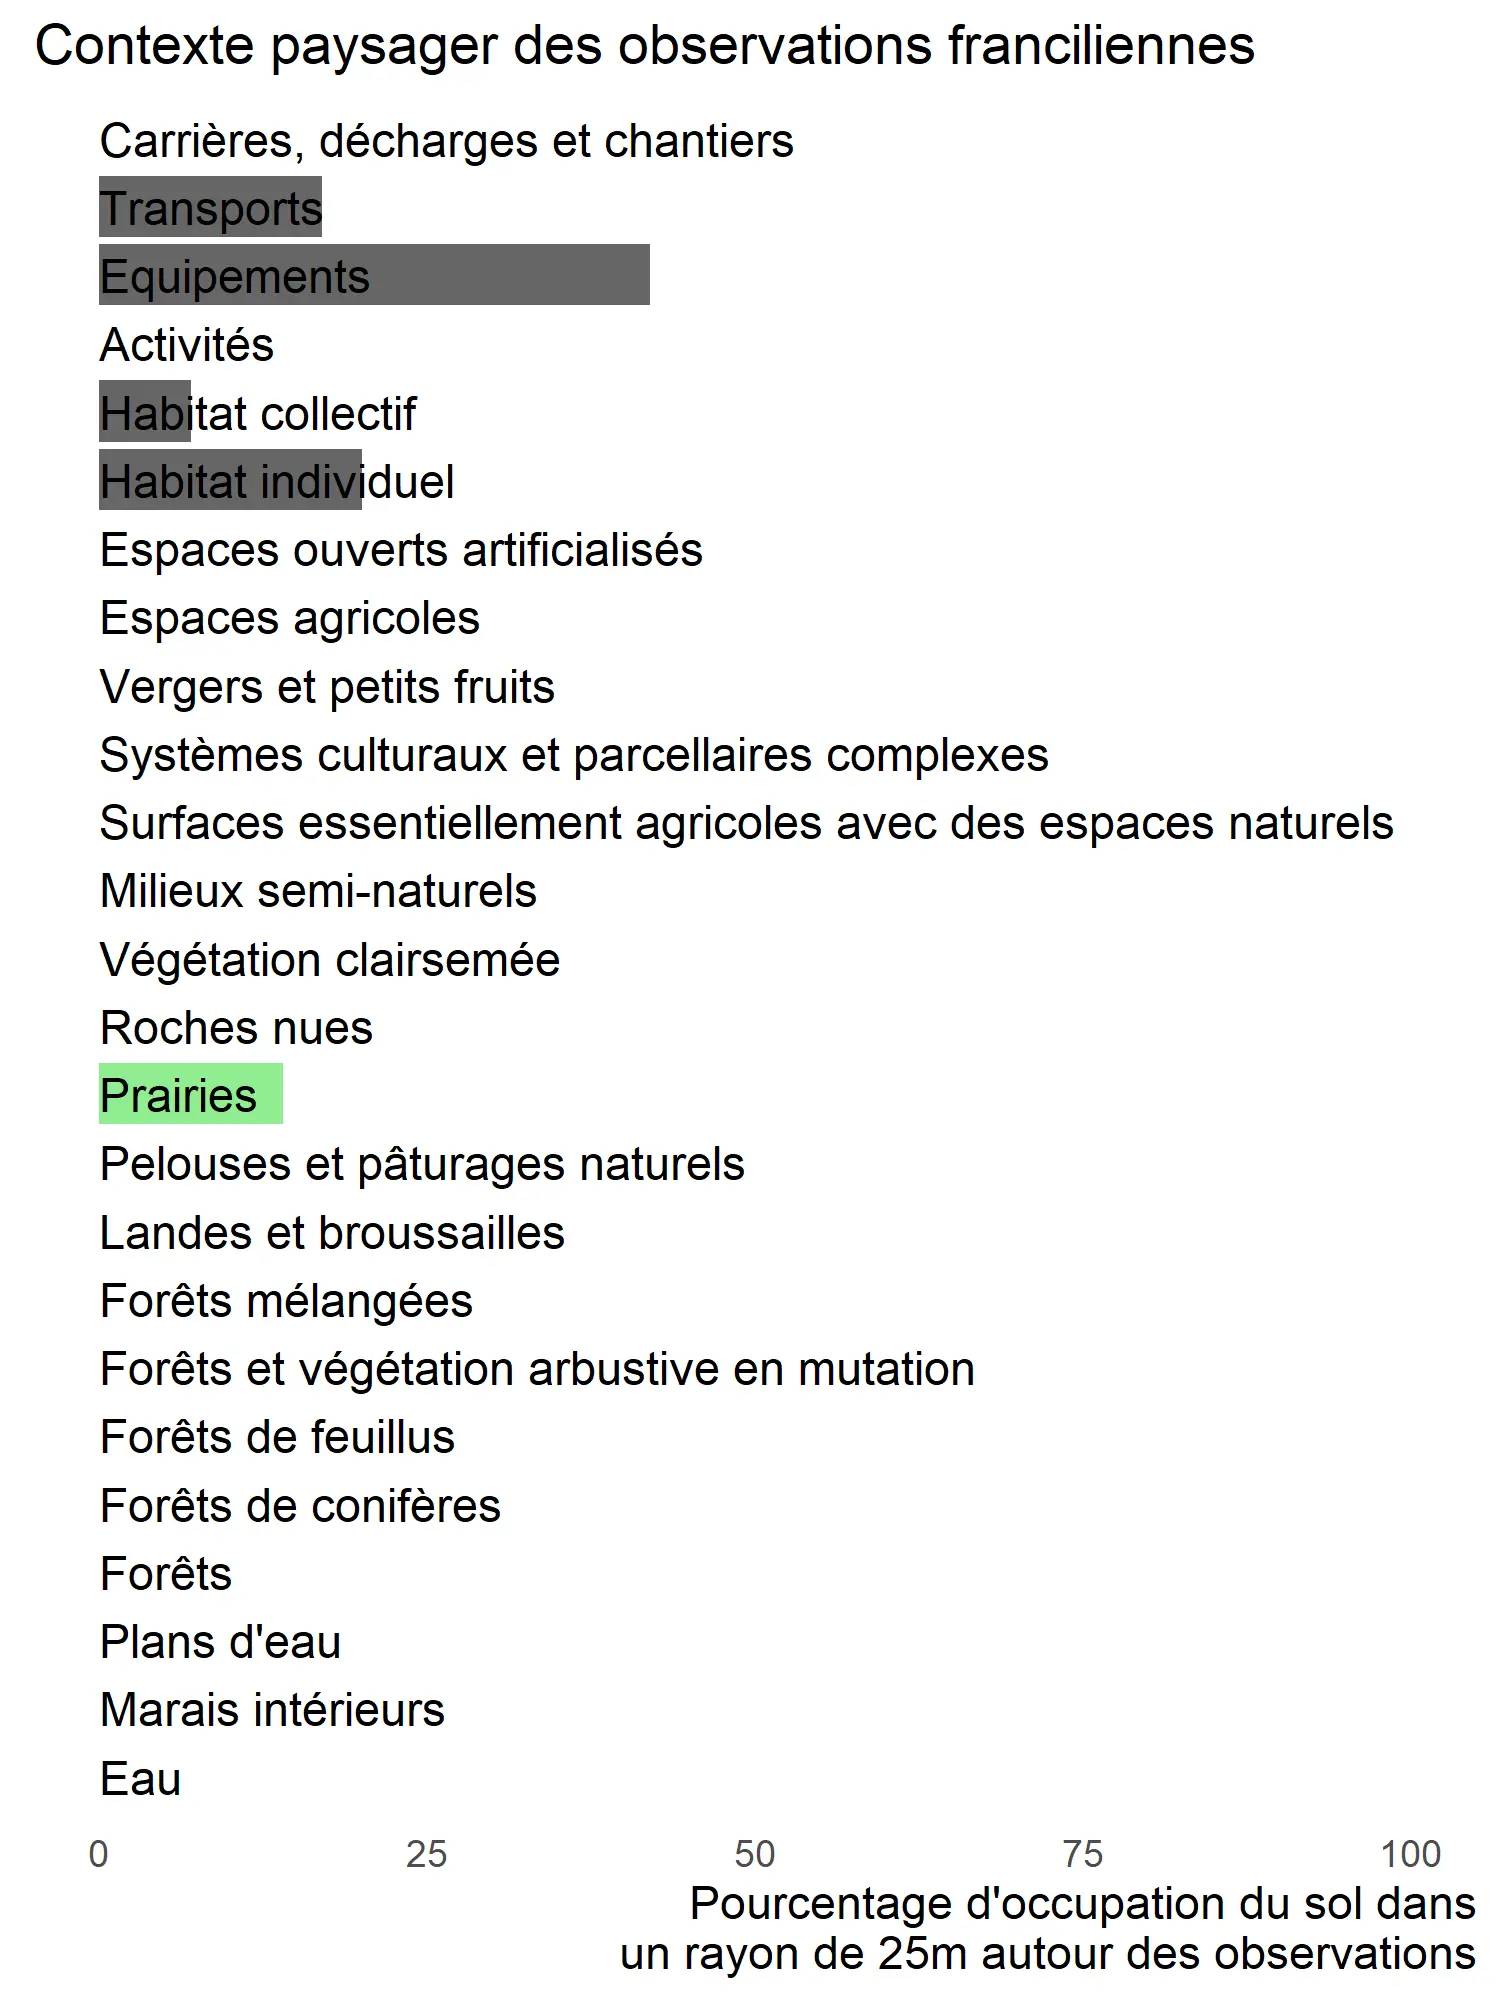 Contexte paysager des observations franciliennes
Carrières, décharges et chantiers
Transports
Equipements
Activités
Habitat collectif
Habitat individuel
Espaces ouverts artificialisés
Espaces agricoles
Vergers et petits fruits
Systèmes culturaux et parcellaires complexes
Surfaces essentiellement agricoles avec des espaces naturels
Milieux semi-naturels
Végétation clairsemée
Roches nues
Prairies
Pelouses et pâturages naturels
Landes et broussailles
Forêts mélangées
Forêts et végétation arbustive en mutation
Forêts de feuillus
Forêts de conifères
Forêts
Plans d'eau
Marais intérieurs
Eau
0 25 50 75 100
Pourcentage d'occupation du sol dans
un rayon de 25m autour des observations